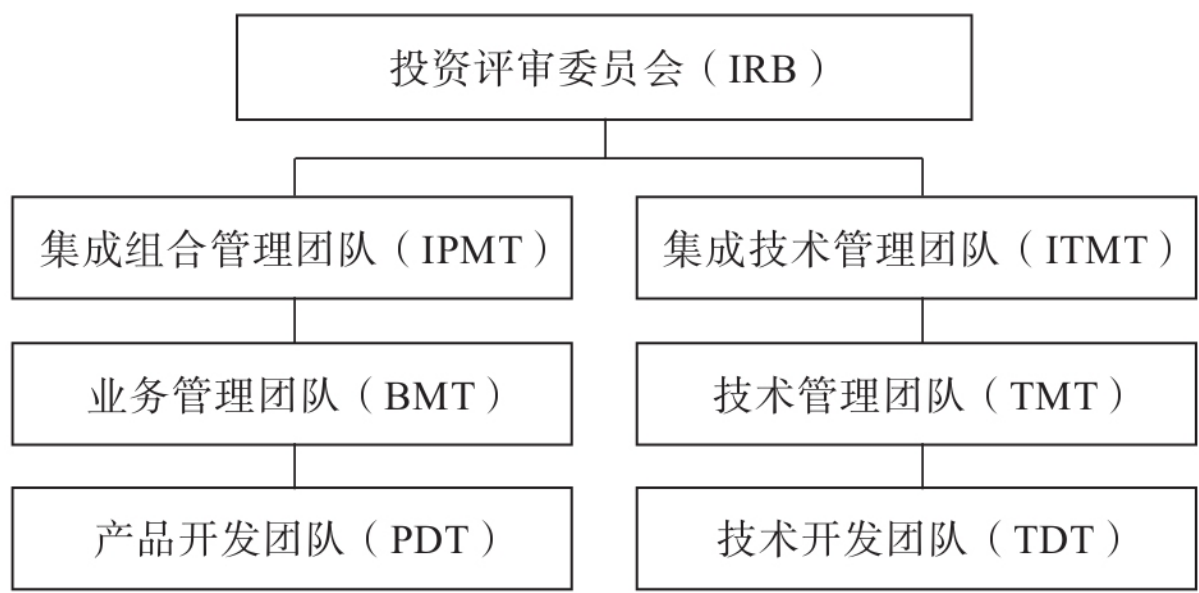 投资评审委员会（IRB）
集成组合管理团队（IPMT）
集成技术管理团队（ITMT）
业务管理团队（BMT）
技术管理团队（TMT）
产品开发团队（PDT）
技术开发团队（TDT）